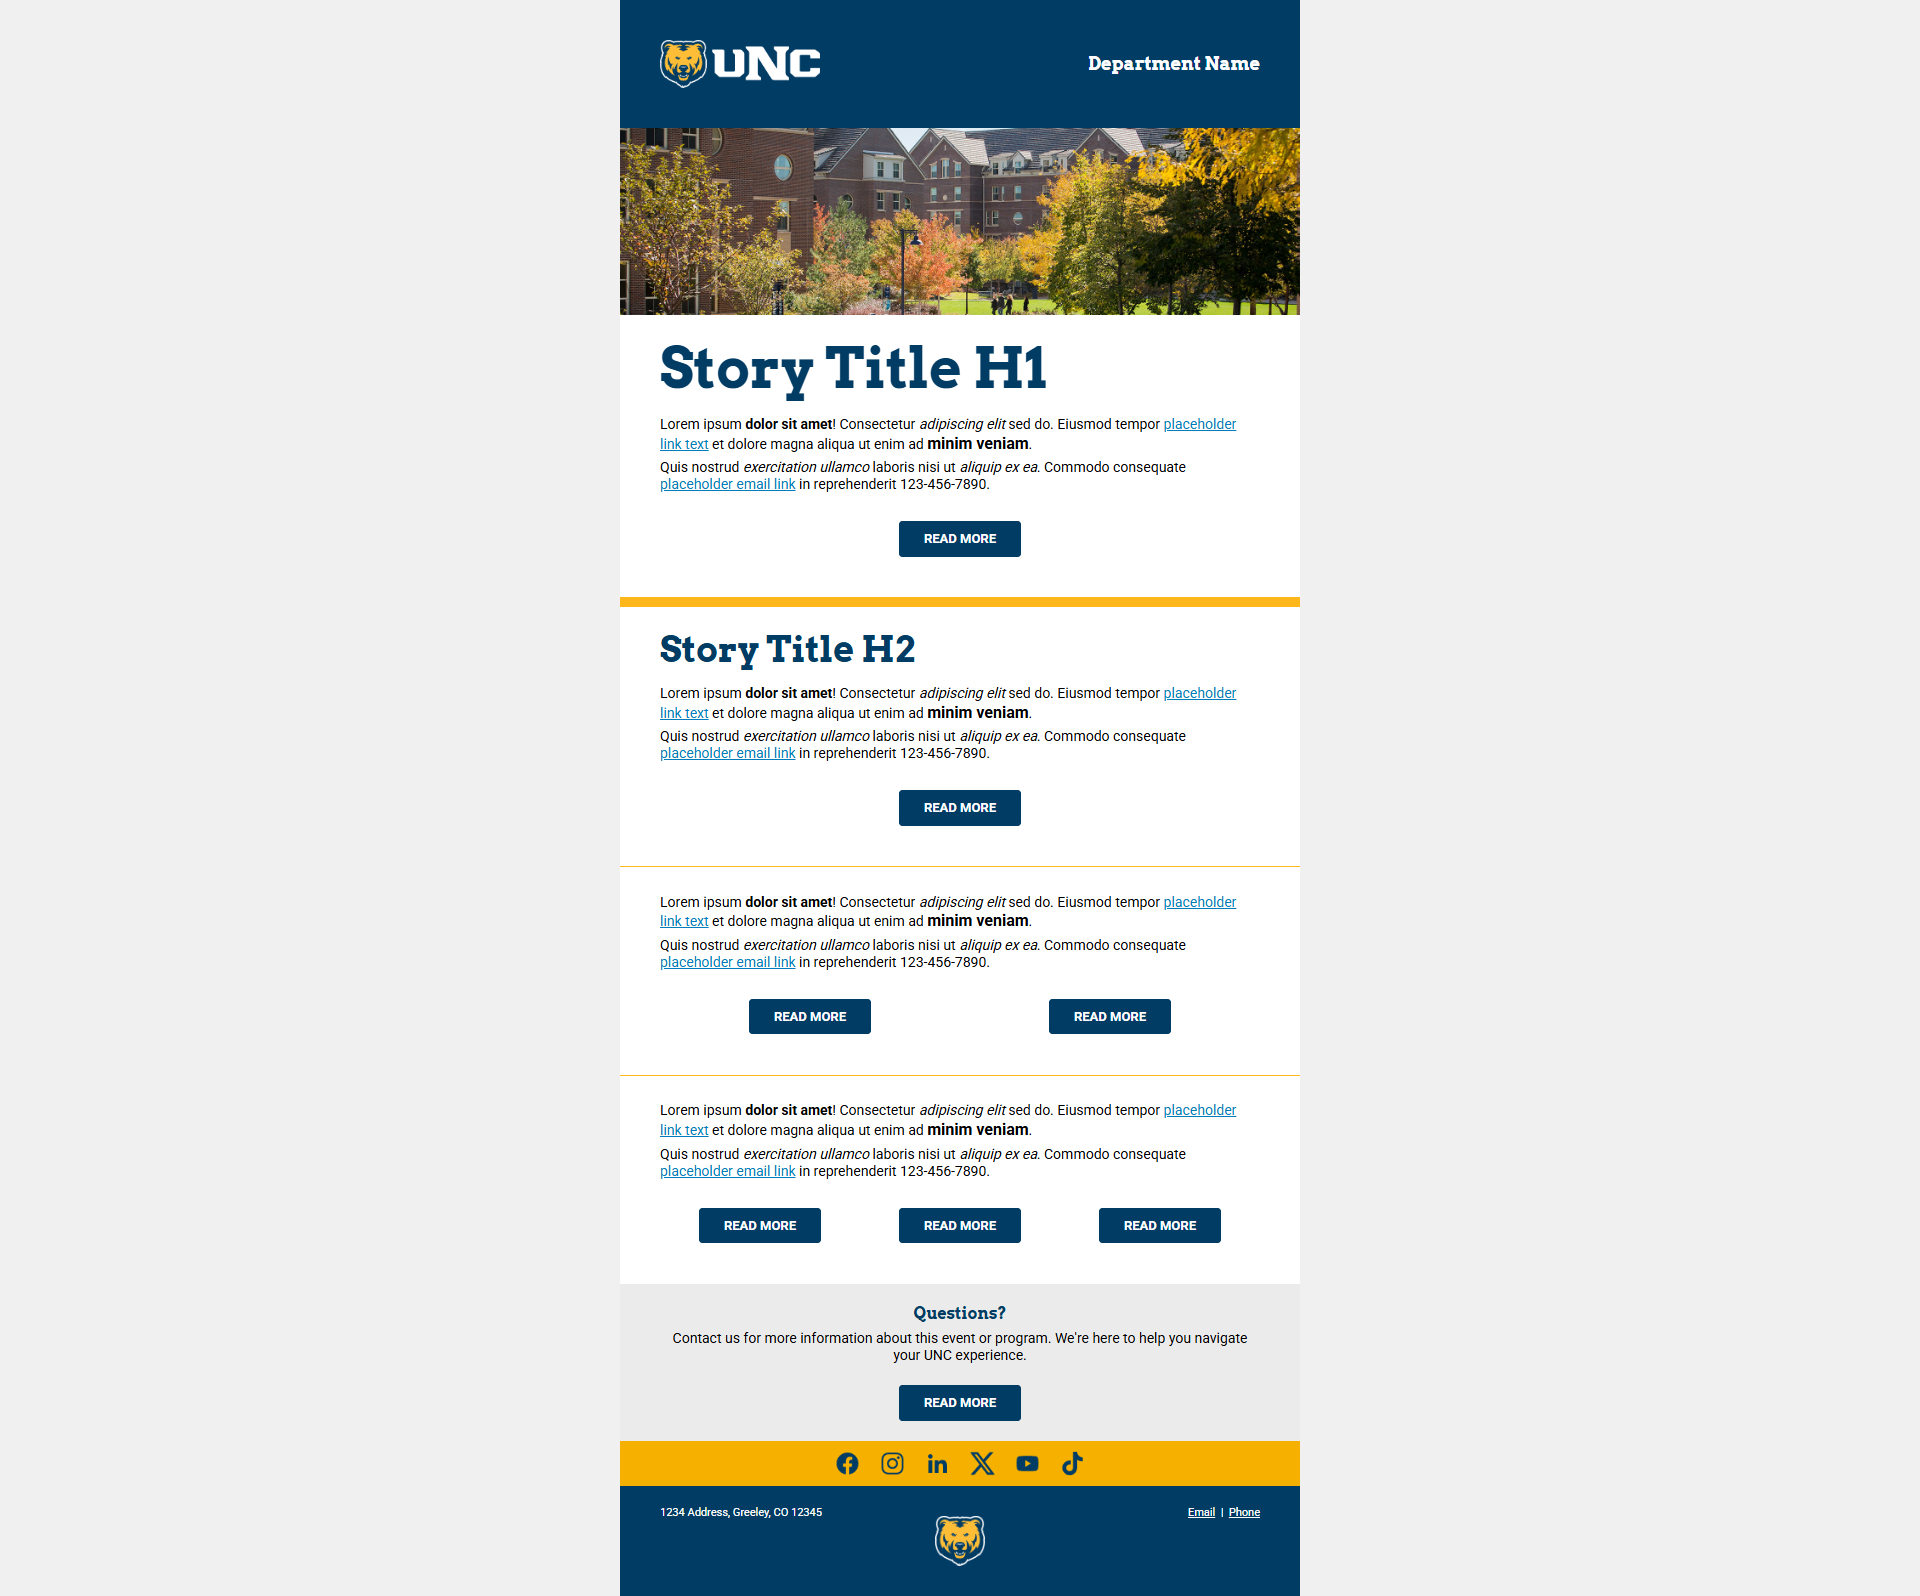 UNC
Department Name
Story Title H1
Lorem ipsum dolor sit amet! Consectetur adipiscing elit sed do. Eiusmod tempor placeholder
link text et dolore magna aliqua ut enim ad minim veniam.
Quis nostrud exercitation ullamco laboris nisi ut aliquip ex ea. Commodo consequate
placeholder email link in reprehenderit 123-456-7890.
READ MORE
Story Title H2
Lorem ipsum dolor sit amet! Consectetur adipiscing elit sed do. Eiusmod tempor placeholder
link text et dolore magna aliqua ut enim ad minim veniam.
Quis nostrud exercitation ullamco laboris nisi ut aliquip ex ea. Commodo consequate
placeholder email link in reprehenderit 123-456-7890.
READ MORE
Lorem ipsum dolor sit amet! Consectetur adipiscing elit sed do. Eiusmod tempor placeholder
link text et dolore magna aliqua ut enim ad minim veniam.
Quis nostrud exercitation ullamco laboris nisi ut aliquip ex ea. Commodo consequate
placeholder email link in reprehenderit 123-456-7890.
READ MORE READ MORE
Lorem ipsum dolor sit amet! Consectetur adipiscing elit sed do. Eiusmod tempor placeholder
link text et dolore magna aliqua ut enim ad minim veniam.
Quis nostrud exercitation ullamco laboris nisi ut aliquip ex ea. Commodo consequate
placeholder email link in reprehenderit 123-456-7890.
READ MORE READ MORE READ MORE
Questions?
Contact us for more information about this event or program. We're here to help you navigate
your UNC experience.
READ MORE
1234 Address, Greeley, CO 12345
Email | Phone